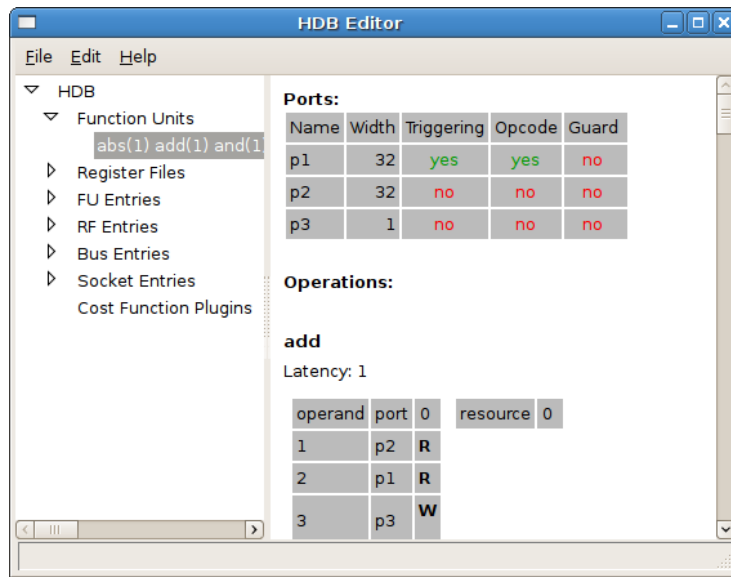 HDB Editor
File Edit Help
HDB
Function Units
abs(1) add(1) and(1)
Register Files
FU Entries
RF Entries
Bus Entries
Socket Entries
Cost Function Plugins
Ports:
Name Width Triggering Opcode Guard
p1 32 yes yes no
p2 32 no no no
p3 1 no no no
Operations:
add
Latency: 1
operand port 0 resource 0
1 p2 R
2 p1 R
3 p3 W